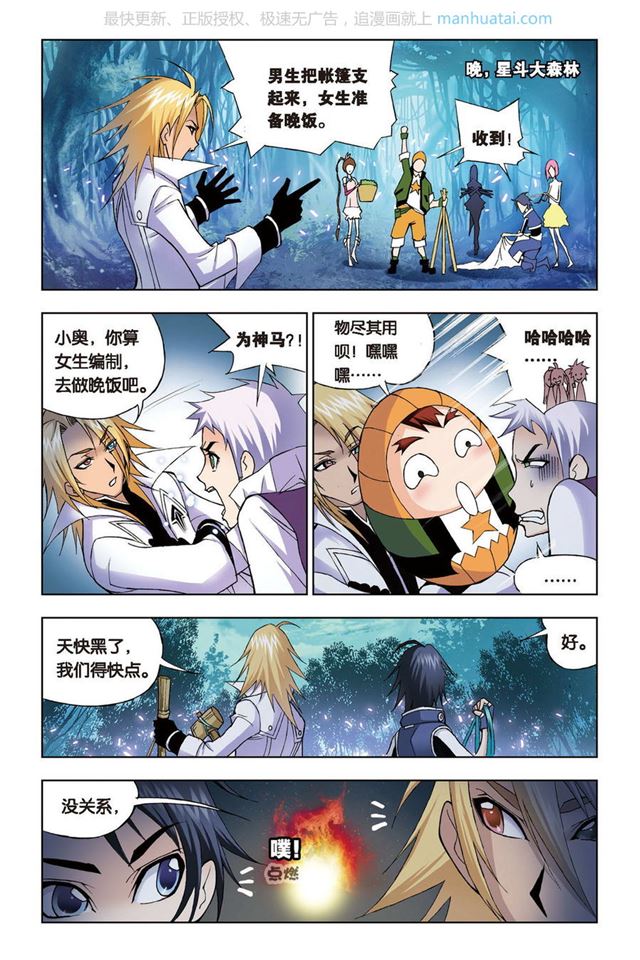 最快更新、正版授权、极速无广告，追漫画就上 manhuatai.com
男生把帐篷支
起来，女生准
备晚饭。
晚，星斗大森林
收到！
小奥，你算
女生编制，
去做晚饭吧。
为神马？！
物尽其用
呗！嘿嘿
嘿……
哈哈哈哈
……
……
天快黑了，
我们得快点。
好。
没关系，
噗！
点燃